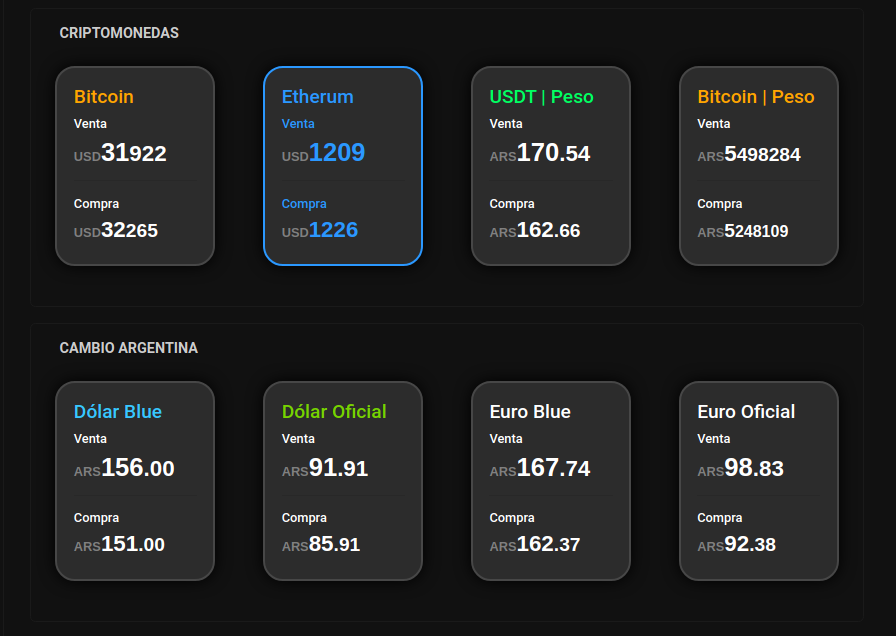 CRIPTOMONEDAS
Bitcoin
Venta
USD31922
Compra
USD32265
Etherum
Venta
USD1209
Compra
USD1226
USDT | Peso
Venta
ARS170.54
Compra
ARS162.66
Bitcoin | Peso
Venta
ARS5498284
Compra
ARS5248109
CAMBIO ARGENTINA
Dólar Blue
Venta
ARS156.00
Compra
ARS151.00
Dólar Oficial
Venta
ARS91.91
Compra
ARS85.91
Euro Blue
Venta
ARS167.74
Compra
ARS162.37
Euro Oficial
Venta
ARS98.83
Compra
ARS92.38